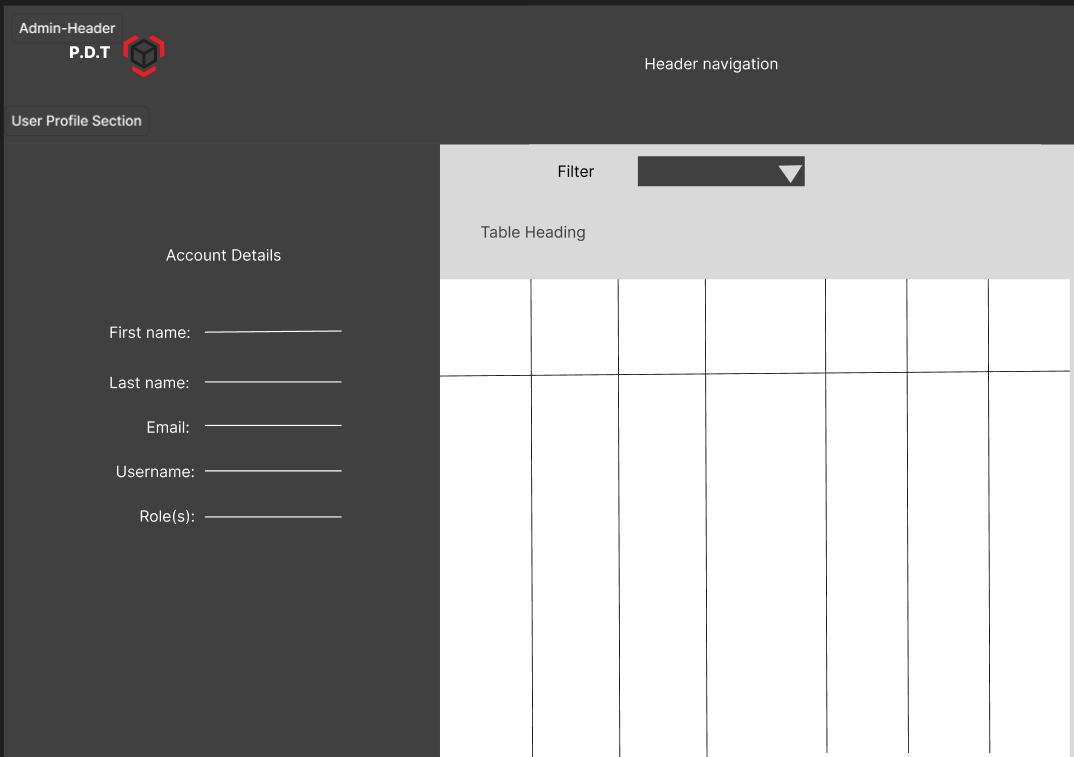 Admin-Header
P.D.T
Header navigation
User Profile Section
Filter
Table Heading
Account Details
First name:
Last name:
Email:
Username:
Role(s):